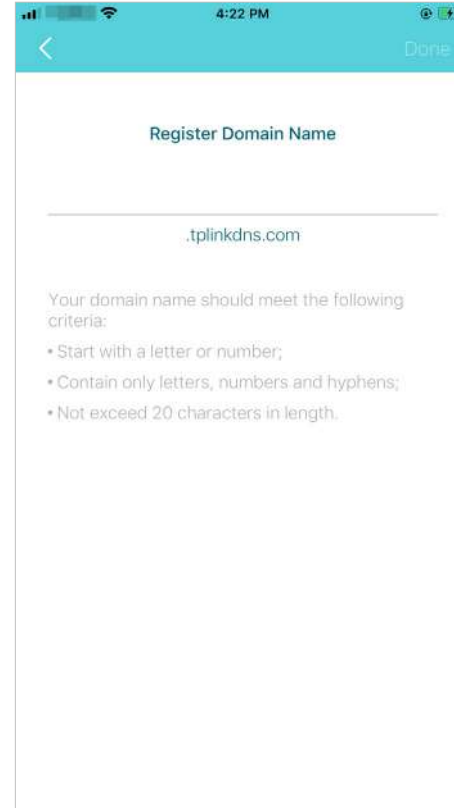 4:22 PM
Done
Register Domain Name
.tplinkdns.com
Your domain name should meet the following
criteria:
• Start with a letter or number;
• Contain only letters, numbers and hyphens;
• Not exceed 20 characters in length.